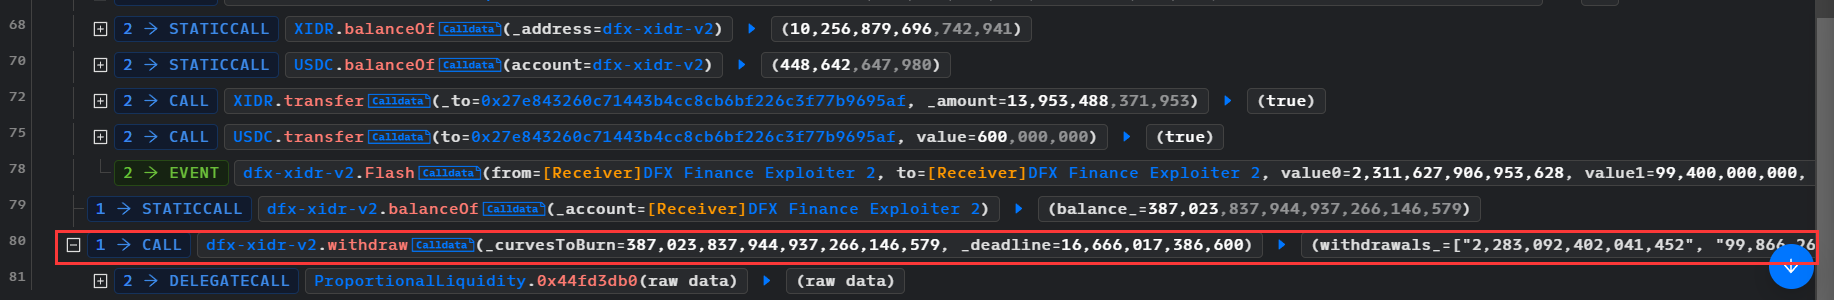 68 2 → STATICCALL XIDR.balanceOf Calldata (_address=dfx-xidr-v2) (10,256,879,696,742,941)
70 2 → STATICCALL USDC.balanceOf Calldata (account=dfx-xidr-v2) (448,642,647,980)
72 2 → CALL XIDR.transfer Calldata (_to=0x27e843260c71443b4cc8cb6bf226c3f77b9695af, _amount=13,953,488,371,953) (true)
75 2 → CALL USDC.transfer Calldata (to=0x27e843260c71443b4cc8cb6bf226c3f77b9695af, value=600,000,000) (true)
78 2 → EVENT dfx-xidr-v2.Flash Calldata (from=[Receiver]DFX Finance Exploiter 2, to=[Receiver]DFX Finance Exploiter 2, value0=2,311,627,906,953,628, value1=99,400,000,000,
79 1 → STATICCALL dfx-xidr-v2.balanceOf Calldata (_account=[Receiver]DFX Finance Exploiter 2) (balance_=387,023,837,944,937,266,146,579)
80 1 → CALL dfx-xidr-v2.withdraw Calldata (_curvesToBurn=387,023,837,944,937,266,146,579, _deadline=16,666,017,386,600) (withdrawals_=["2,283,092,402,041,452", "99,866,26
81 2 → DELEGATECALL ProportionalLiquidity.0x44fd3db0(raw data) (raw data)